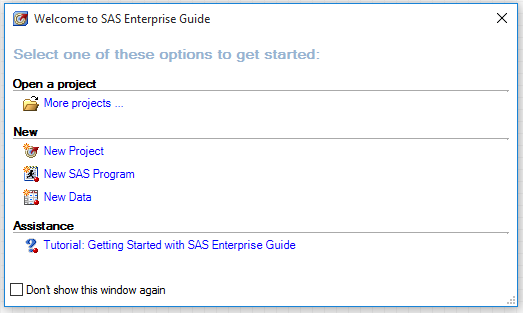 Welcome to SAS Enterprise Guide
Select one of these options to get started:
Open a project
More projects ...
New
New Project
New SAS Program
New Data
Assistance
Tutorial: Getting Started with SAS Enterprise Guide
Don't show this window again